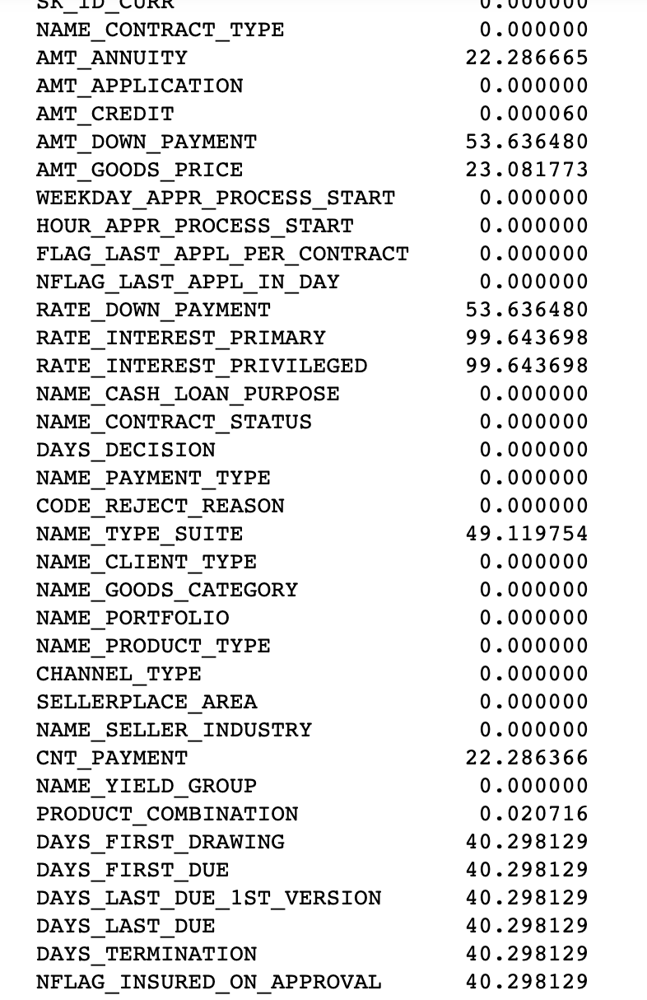 SK_ID_CURR 0.000000
NAME_CONTRACT_TYPE 0.000000
AMT_ANNUITY 22.286665
AMT_APPLICATION 0.000000
AMT_CREDIT 0.000060
AMT_DOWN_PAYMENT 53.636480
AMT_GOODS_PRICE 23.081773
WEEKDAY_APPR_PROCESS_START 0.000000
HOUR_APPR_PROCESS_START 0.000000
FLAG_LAST_APPL_PER_CONTRACT 0.000000
NFLAG_LAST_APPL_IN_DAY 0.000000
RATE_DOWN_PAYMENT 53.636480
RATE_INTEREST_PRIMARY 99.643698
RATE_INTEREST_PRIVILEGED 99.643698
NAME_CASH_LOAN_PURPOSE 0.000000
NAME_CONTRACT_STATUS 0.000000
DAYS_DECISION 0.000000
NAME_PAYMENT_TYPE 0.000000
CODE_REJECT_REASON 0.000000
NAME_TYPE_SUITE 49.119754
NAME_CLIENT_TYPE 0.000000
NAME_GOODS_CATEGORY 0.000000
NAME_PORTFOLIO 0.000000
NAME_PRODUCT_TYPE 0.000000
CHANNEL_TYPE 0.000000
SELLERPLACE_AREA 0.000000
NAME_SELLER_INDUSTRY 0.000000
CNT_PAYMENT 22.286366
NAME_YIELD_GROUP 0.000000
PRODUCT_COMBINATION 0.020716
DAYS_FIRST_DRAWING 40.298129
DAYS_FIRST_DUE 40.298129
DAYS_LAST_DUE_1ST_VERSION 40.298129
DAYS_LAST_DUE 40.298129
DAYS_TERMINATION 40.298129
NFLAG_INSURED_ON_APPROVAL 40.298129